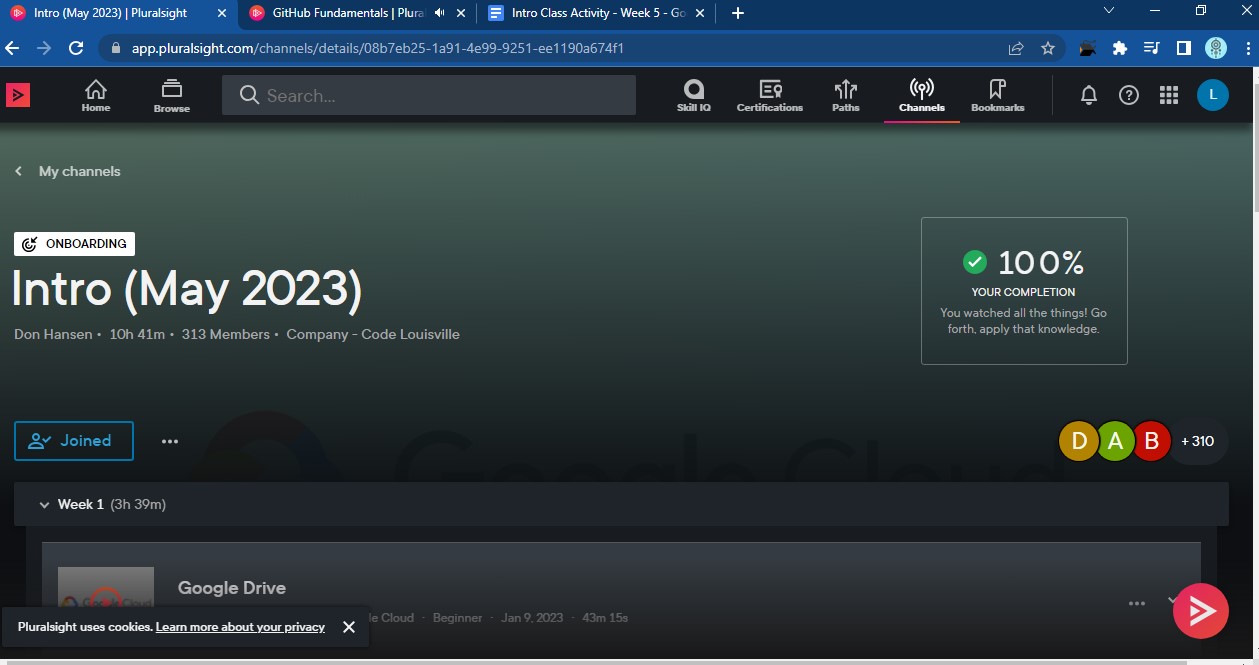 Intro (May 2023) | Pluralsight
GitHub Fundamentals | Plura
Intro Class Activity - Week 5 - Go
app.pluralsight.com/channels/details/08b7eb25-1a91-4e99-9251-ee1190a674f1
Home
Browse
Search...
Skill IQ
Certifications
Paths
Channels
Bookmarks
L
My channels
ONBOARDING
Intro (May 2023)
Don Hansen • 10h 41m • 313 Members • Company - Code Louisville
100%
YOUR COMPLETION
You watched all the things! Go
forth, apply that knowledge.
Joined
D A B +310
Google Cloud
Week 1 (3h 39m)
Google Drive
le Cloud · Beginner · Jan 9, 2023 · 43m 15s
Pluralsight uses cookies. Learn more about your privacy